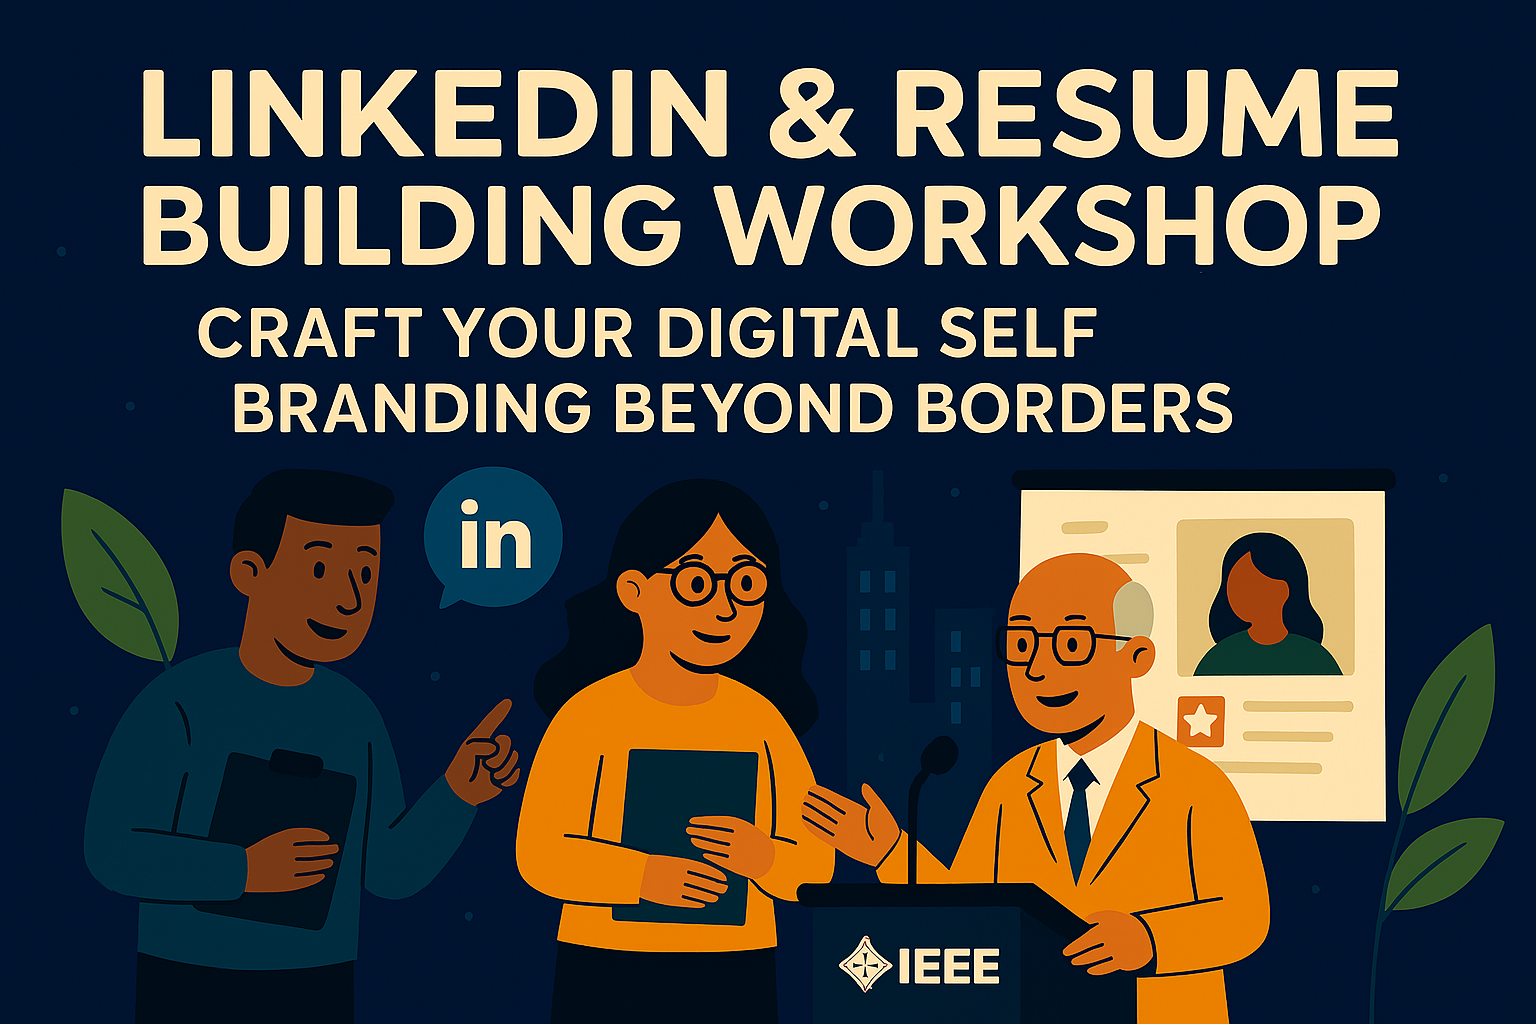 LINKEDIN & RESUME
BUILDING WORKSHOP
CRAFT YOUR DIGITAL SELF
BRANDING BEYOND BORDERS
in
IEEE